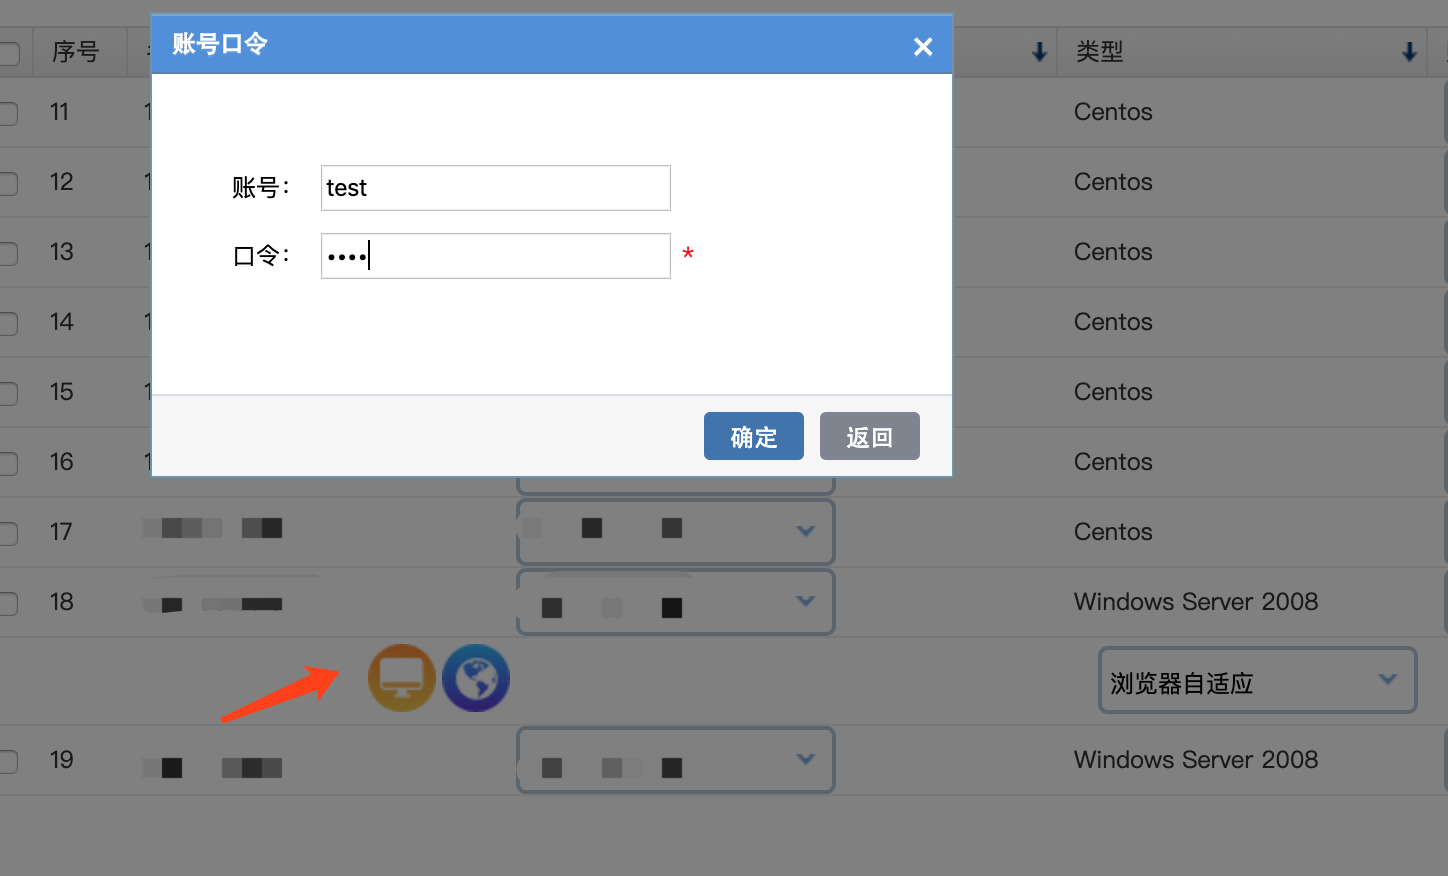 账号口令
序号
类型
11
Centos
12
Centos
账号：
test
口令：
••••
*
13
Centos
14
Centos
15
Centos
确定
返回
16
Centos
17
Centos
18
Windows Server 2008
浏览器自适应
19
Windows Server 2008